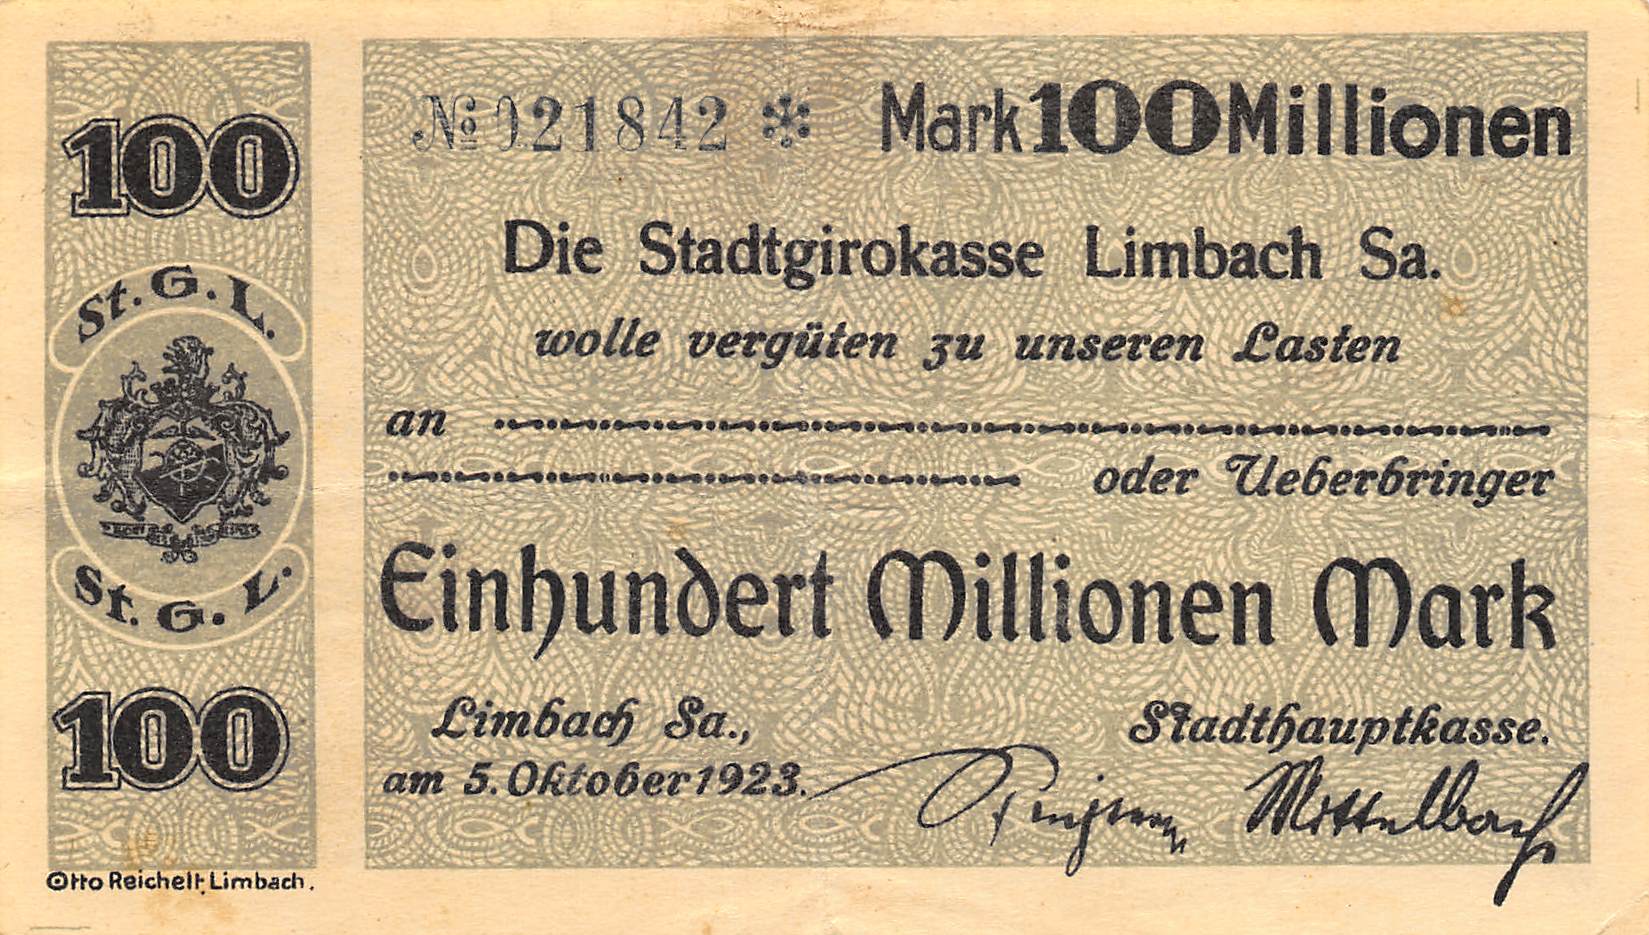 100
St. G. L.
St. G. L.
100
Otto Reichelt, Limbach.
№ 021842 *
Mark 100 Millionen
Die Stadtgirokasse Limbach Sa.
wolle vergüten zu unseren Lasten
an
oder Ueberbringer
Einhundert Millionen Mark
Limbach Sa.,
am 5. Oktober 1923.
Stadthauptkasse.
Mittelbach